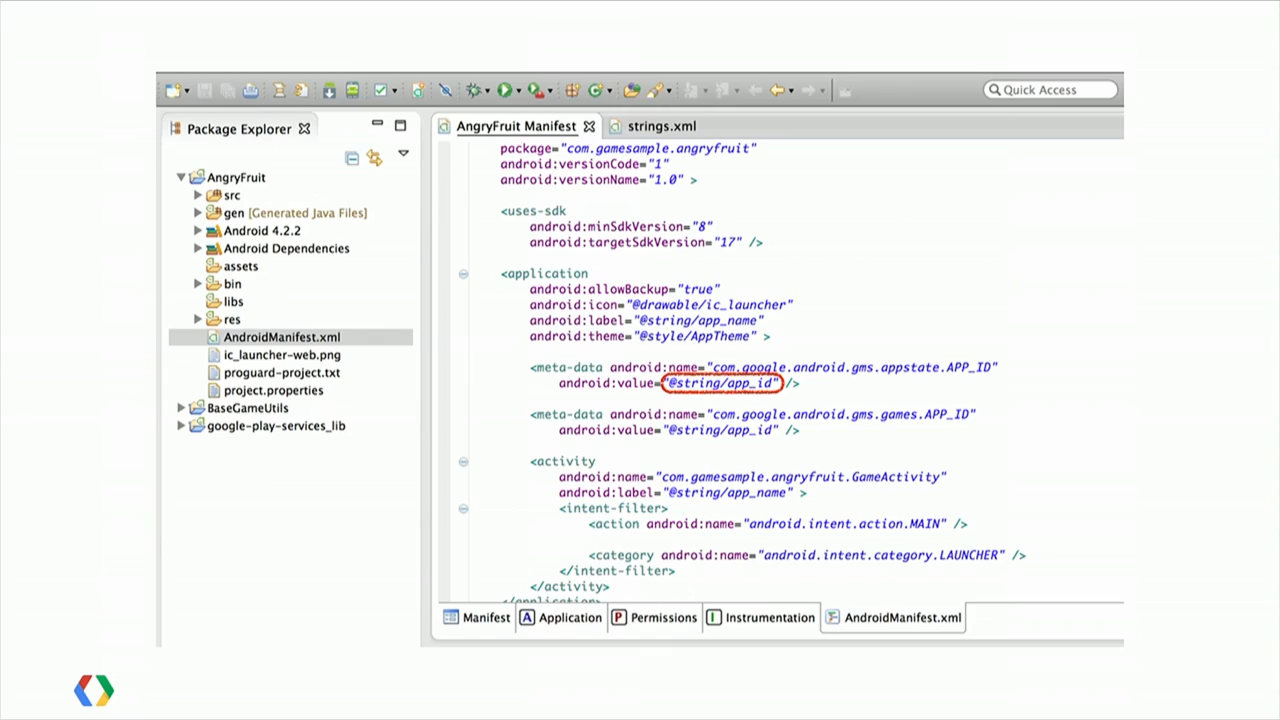 Quick Access
Package Explorer
AngryFruit Manifest
strings.xml
AngryFruit
src
gen [Generated Java Files]
Android 4.2.2
Android Dependencies
assets
bin
libs
res
AndroidManifest.xml
ic_launcher-web.png
proguard-project.txt
project.properties
BaseGameUtils
google-play-services_lib
package="com.gamesample.angryfruit"
android:versionCode="1"
android:versionName="1.0" >
<uses-sdk
android:minSdkVersion="8"
android:targetSdkVersion="17" />
<application
android:allowBackup="true"
android:icon="@drawable/ic_launcher"
android:label="@string/app_name"
android:theme="@style/AppTheme" >
<meta-data android:name="com.google.android.gms.appstate.APP_ID"
android:value="@string/app_id" />
<meta-data android:name="com.google.android.gms.games.APP_ID"
android:value="@string/app_id" />
<activity
android:name="com.gamesample.angryfruit.GameActivity"
android:label="@string/app_name" >
<intent-filter>
<action android:name="android.intent.action.MAIN" />
<category android:name="android.intent.category.LAUNCHER" />
</intent-filter>
</activity>
</application>
Manifest
A Application
P Permissions
I Instrumentation
AndroidManifest.xml